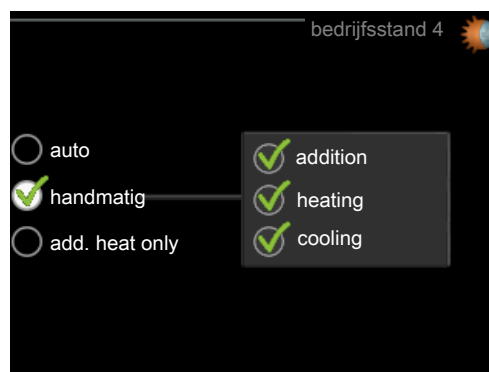 bedrijfsstand 4
auto
handmatig
add. heat only
addition
heating
cooling